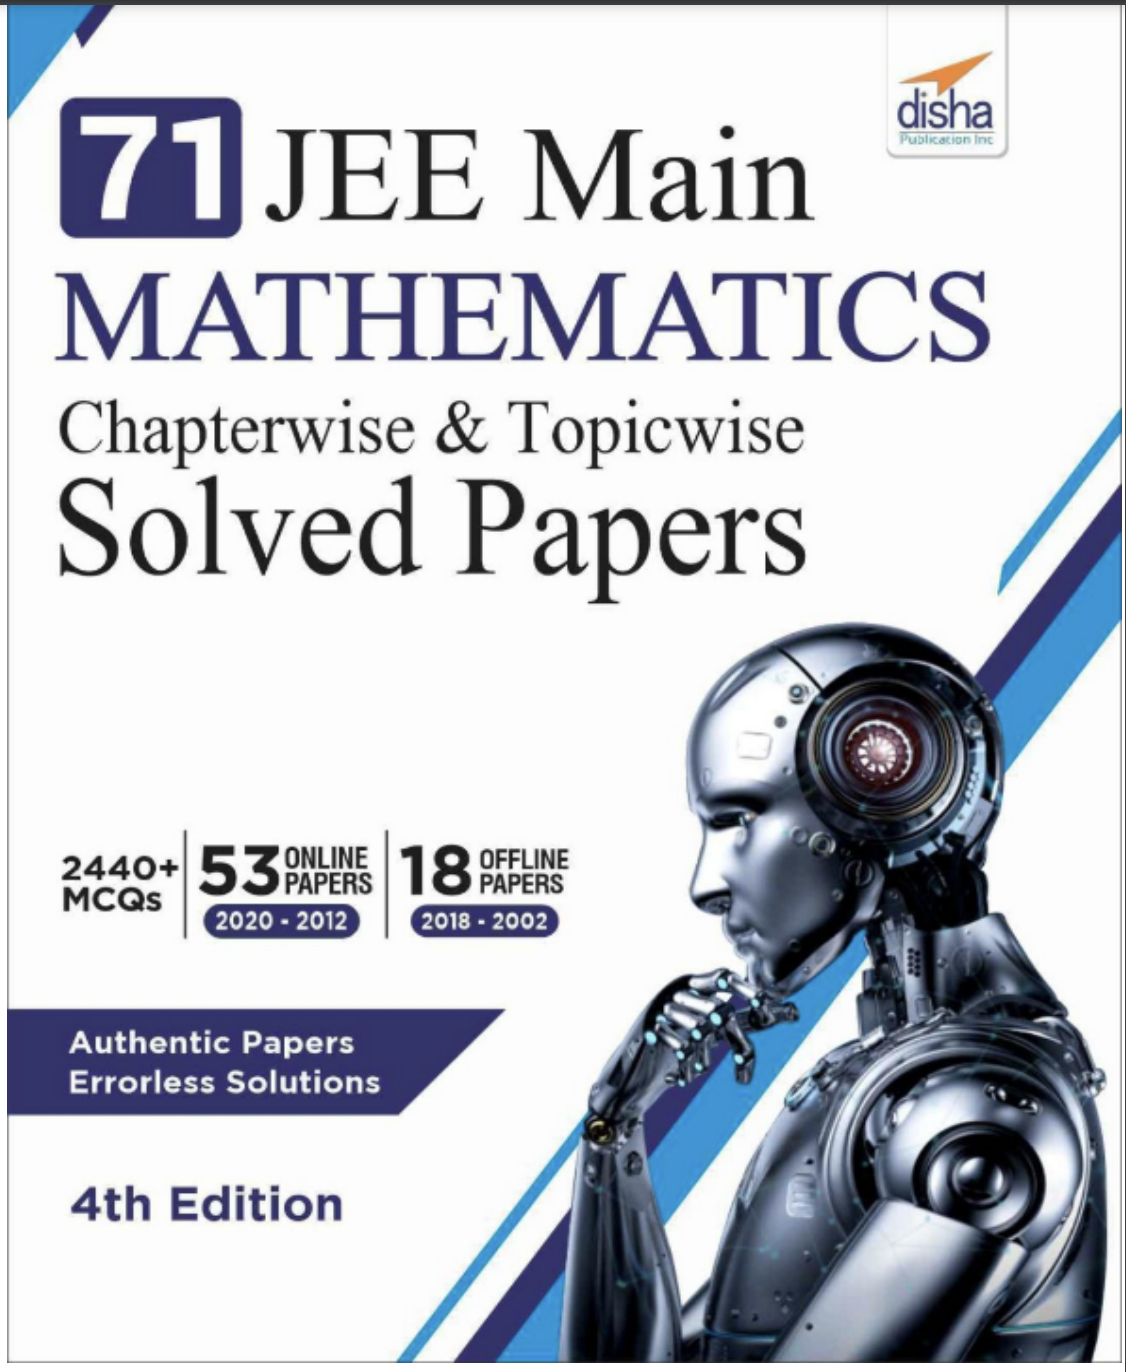 disha
Publication Inc
71 JEE Main
MATHEMATICS
Chapterwise & Topicwise
Solved Papers
2440+
MCQs
53 ONLINE
PAPERS
2020 - 2012
18 OFFLINE
PAPERS
2018 - 2002
Authentic Papers
Errorless Solutions
4th Edition